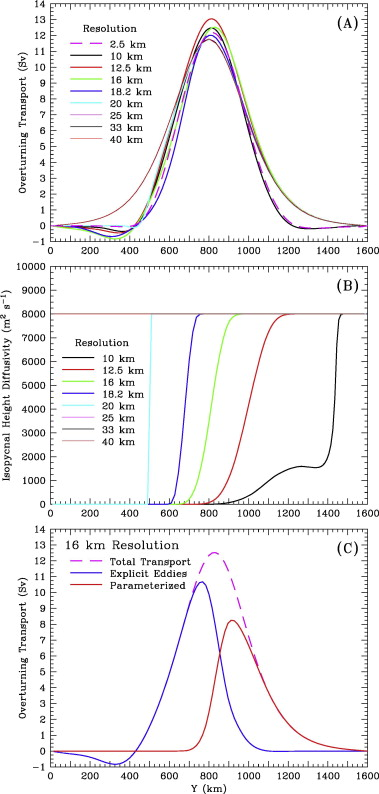 (A)
Resolution
2.5 km
10 km
12.5 km
16 km
18.2 km
20 km
25 km
33 km
40 km
Overturning Transport (Sv)
14
13
12
11
10
9
8
7
6
5
4
3
2
1
0
-1
0 200 400 600 800 1000 1200 1400 1600
(B)
Resolution
10 km
12.5 km
16 km
18.2 km
20 km
25 km
33 km
40 km
Isopycnal Height Diffusivity (m² s⁻¹)
10000
9000
8000
7000
6000
5000
4000
3000
2000
1000
0
0 200 400 600 800 1000 1200 1400 1600
(C)
16 km Resolution
Total Transport
Explicit Eddies
Parameterized
Overturning Transport (Sv)
14
13
12
11
10
9
8
7
6
5
4
3
2
1
0
-1
0 200 400 600 800 1000 1200 1400 1600
Y (km)